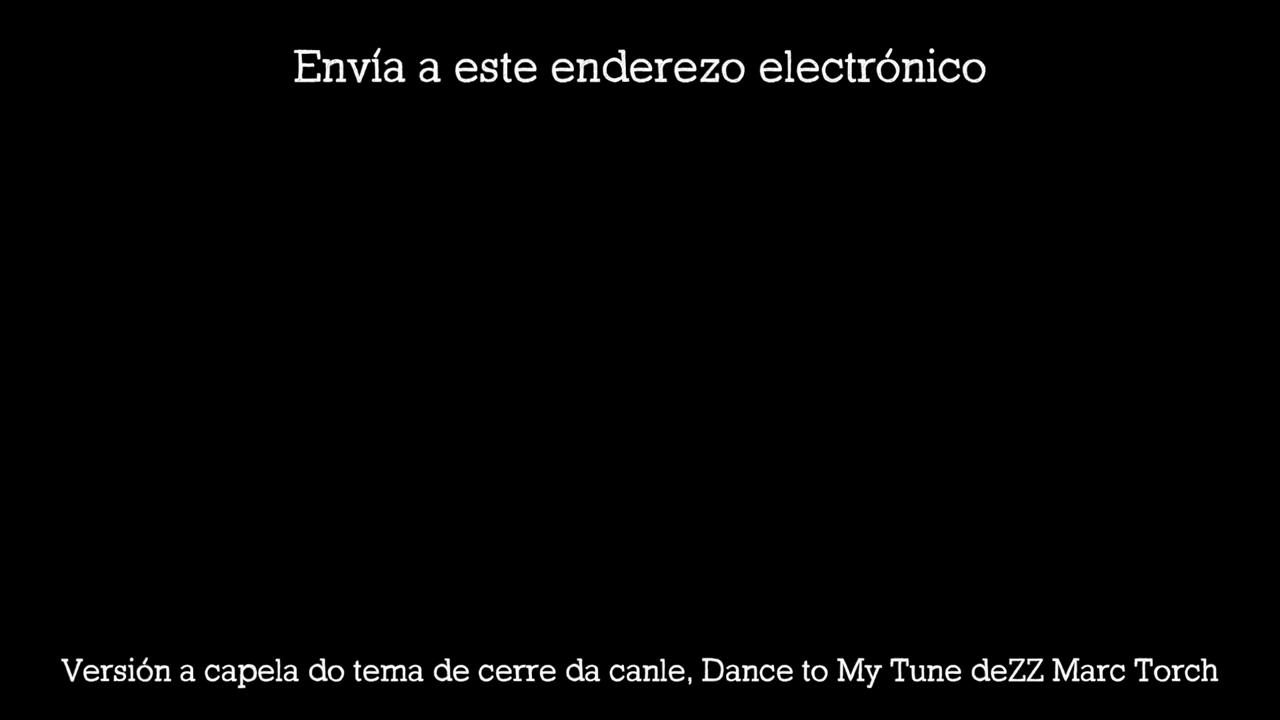 Envía a este enderezo electrónico
Versión a capela do tema de cerre da canle, Dance to My Tune deZZ Marc Torch